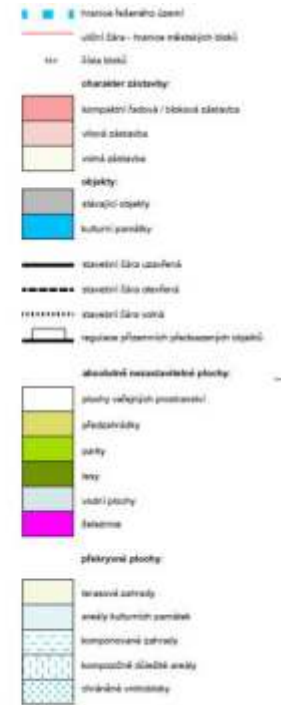 hranice řešeného území
uliční čára - hranice městských bloků
čísla bloků
charakter zástavby:
kompaktní řadová / bloková zástavba
vilová zástavba
volná zástavba
objekty:
stávající objekty
kulturní památky
stavební čára uzavřená
stavební čára otevřená
stavební čára volná
regulace přízemních předsazených objektů
absolutně nezastavitelné plochy:
plochy veřejných prostranství
předzahrádky
parky
lesy
vodní plochy
železnice
překryvné plochy:
terasové zahrady
areály kulturních památek
komponované zahrady
kompozičně důležité areály
chráněné